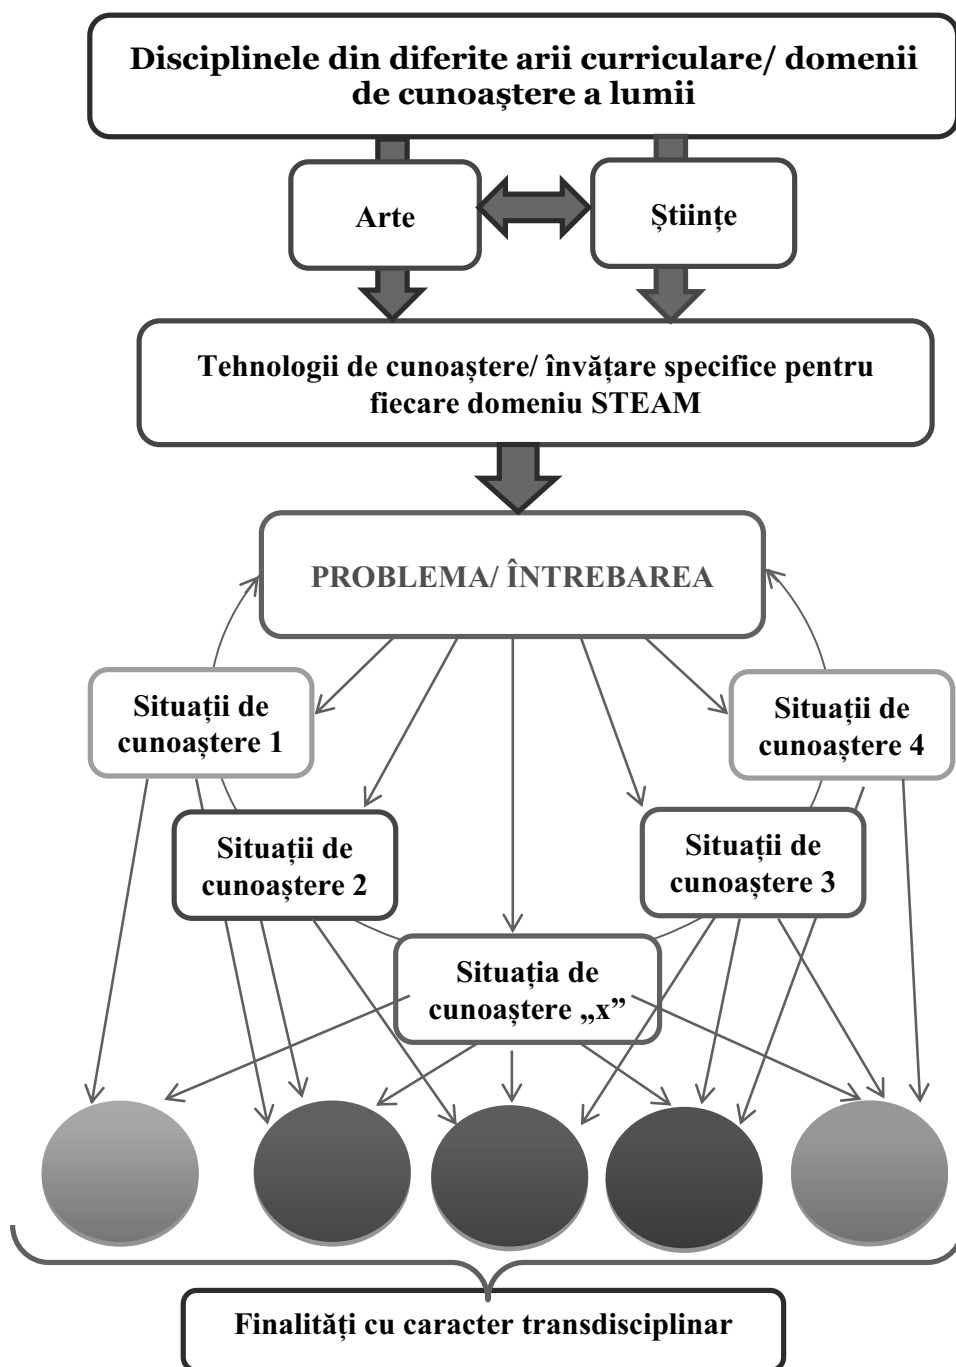 Disciplinele din diferite arii curriculare/ domenii
de cunoaștere a lumii
Arte
Științe
Tehnologii de cunoaștere/ învățare specifice pentru
fiecare domeniu STEAM
PROBLEMA/ ÎNTREBAREA
Situații de
cunoaștere 1
Situații de
cunoaștere 4
Situații de
cunoaștere 2
Situații de
cunoaștere 3
Situația de
cunoaștere „x”
Finalități cu caracter transdisciplinar